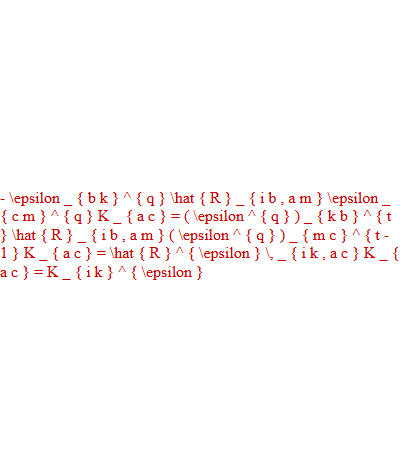 - \epsilon _ { b k } ^ { q } \hat { R } _ { i b , a m } \epsilon _
{ c m } ^ { q } K _ { a c } = ( \epsilon ^ { q } ) _ { k b } ^ { t
} \hat { R } _ { i b , a m } ( \epsilon ^ { q } ) _ { m c } ^ { t -
1 } K _ { a c } = \hat { R } ^ { \epsilon } \, _ { i k , a c } K _ {
a c } = K _ { i k } ^ { \epsilon }